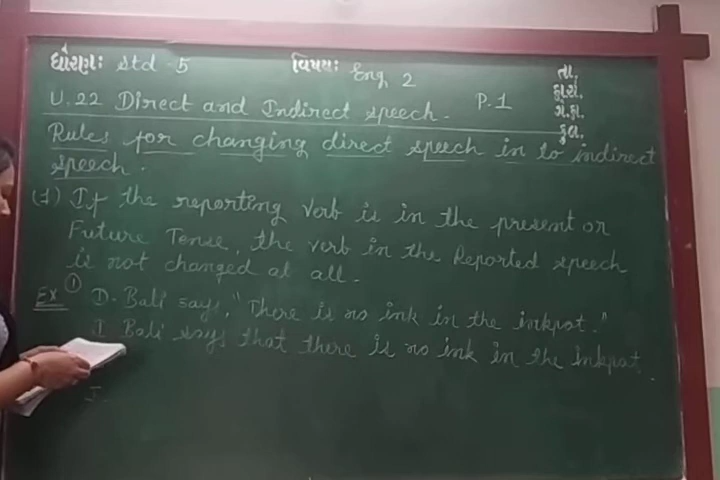 ધોરણઃ Std - 5 વિષયઃ Eng 2 તા.
U.22 Direct and Indirect speech. P.1 ગે.હા.
કુલ.
Rules for changing direct speech in to indirect
speech.
(1) If the reporting verb is in the present or
Future Tense, the verb in the Reported speech
is not changed at all.
Ex ① D. Bali says, "There is no ink in the inkpot."
I Bali says that there is no ink in the inkpot.
I.